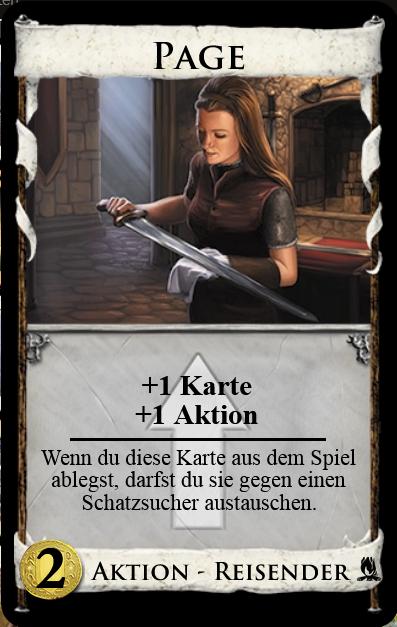 Page
+1 Karte
+1 Aktion
Wenn du diese Karte aus dem Spiel
ablegst, darfst du sie gegen einen
Schatzsucher austauschen.
2 Aktion - Reisender